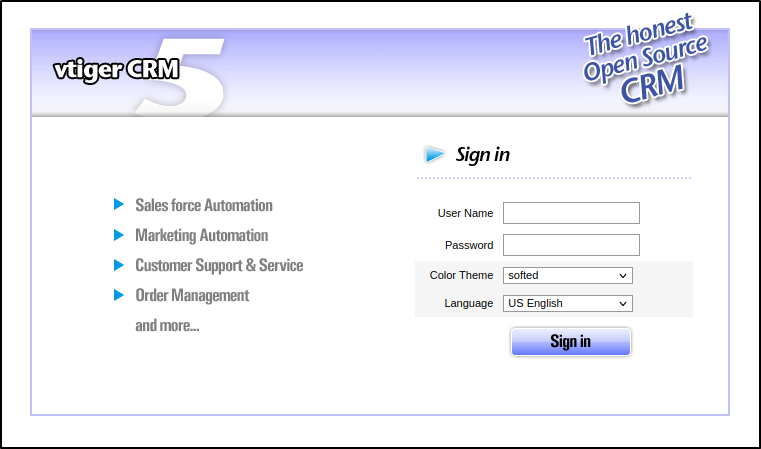 vtiger CRM 5
The honest
Open Source
CRM
Sign in
Sales force Automation
Marketing Automation
Customer Support & Service
Order Management
and more...
User Name
Password
Color Theme softed
Language US English
Sign in